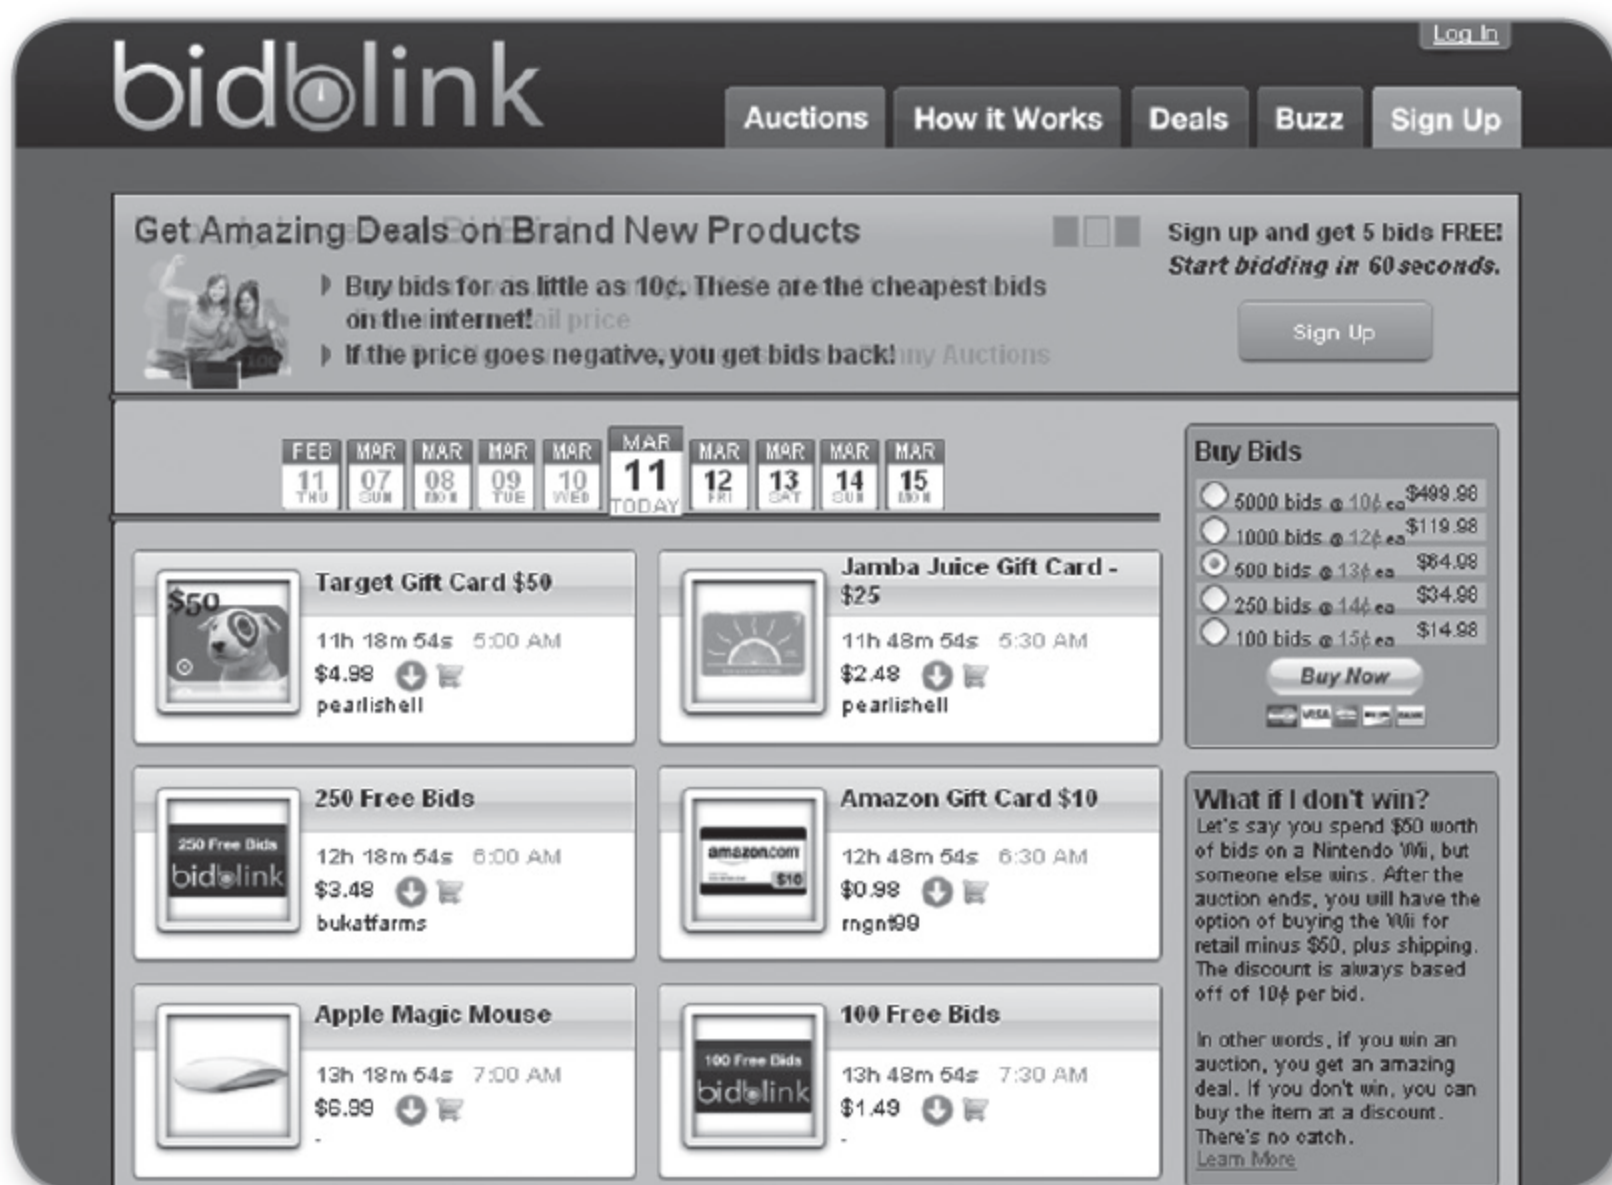 bidblink
Log In
Auctions
How it Works
Deals
Buzz
Sign Up
Get Amazing Deals on Brand New Products
Buy bids for as little as 10¢. These are the cheapest bids
on the internet!
If the price goes negative, you get bids back!
Sign up and get 5 bids FREE!
Start bidding in 60 seconds.
Sign Up
FEB 11 THU
MAR 07 SUN
MAR 08 MON
MAR 09 TUE
MAR 10 WED
MAR 11 TODAY
MAR 12 FRI
MAR 13 SAT
MAR 14 SUN
MAR 15 MON
Target Gift Card $50
$50
11h 18m 54s 5:00 AM
$4.98
pearlishell
Jamba Juice Gift Card -
$25
11h 48m 54s 5:30 AM
$2.48
pearlishell
250 Free Bids
250 Free Bids
bidblink
12h 18m 54s 6:00 AM
$3.48
bukatfarms
Amazon Gift Card $10
amazon.com
$10
12h 48m 54s 6:30 AM
$0.98
rngnt99
Apple Magic Mouse
13h 18m 54s 7:00 AM
$6.99
-
100 Free Bids
100 Free Bids
bidblink
13h 48m 54s 7:30 AM
$1.49
-
Buy Bids
5000 bids @ 10¢ ea $499.98
1000 bids @ 12¢ ea $119.98
500 bids @ 13¢ ea $64.98
250 bids @ 14¢ ea $34.98
100 bids @ 15¢ ea $14.98
Buy Now
VISA
What if I don't win?
Let's say you spend $50 worth
of bids on a Nintendo Wii, but
someone else wins. After the
auction ends, you will have the
option of buying the Wii for
retail minus $50, plus shipping.
The discount is always based
off of 10¢ per bid.
In other words, if you win an
auction, you get an amazing
deal. If you don't win, you can
buy the item at a discount.
There's no catch.
Learn More